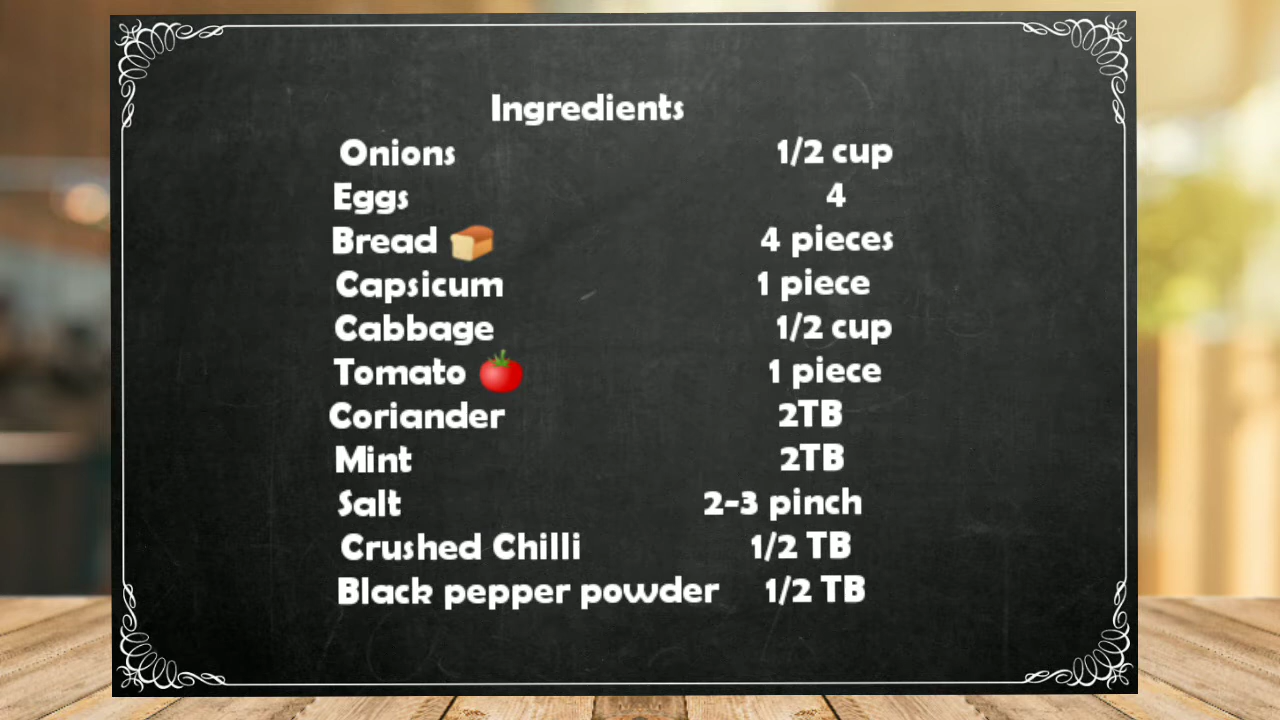 Ingredients
Onions 1/2 cup
Eggs 4
Bread 🍞 4 pieces
Capsicum 1 piece
Cabbage 1/2 cup
Tomato 🍅 1 piece
Coriander 2TB
Mint 2TB
Salt 2-3 pinch
Crushed Chilli 1/2 TB
Black pepper powder 1/2 TB